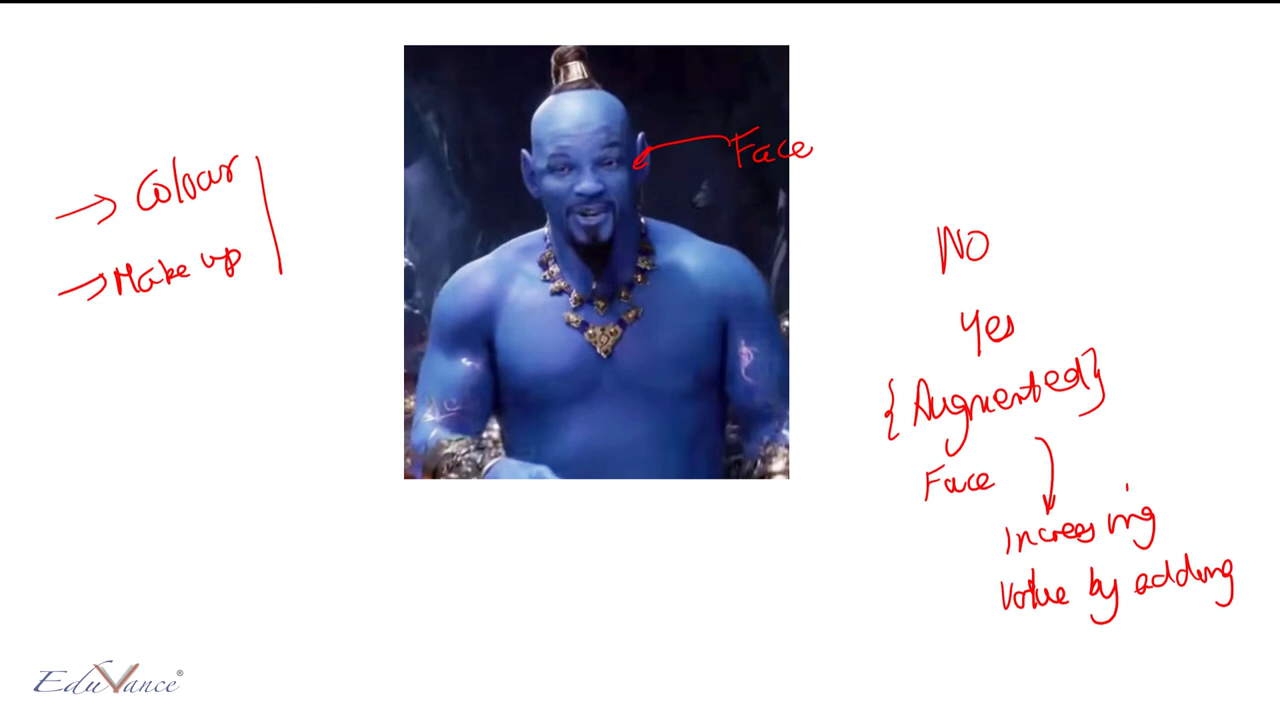 → Colour
→ Make up
Face
NO
Yes
{Augmented}
Face
Increasing
Value by adding
EduVance®